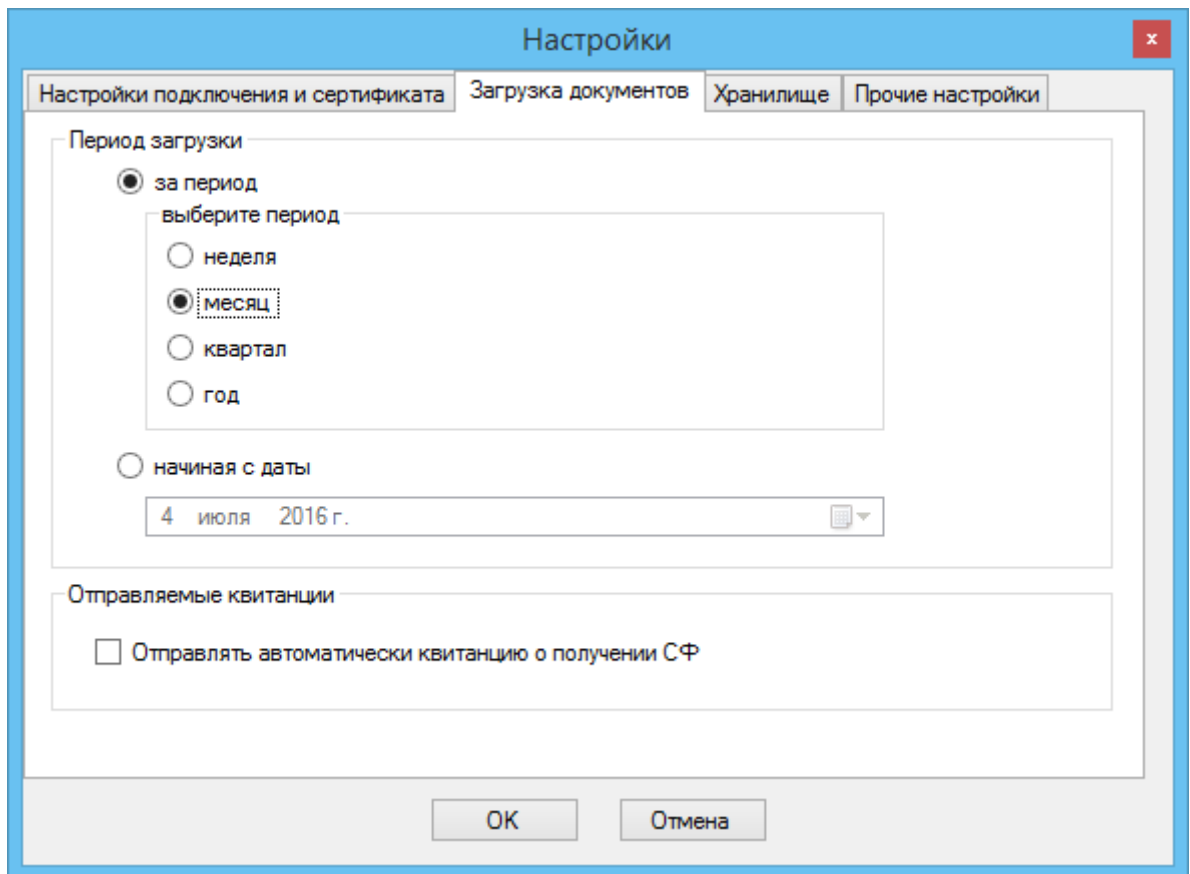 Настройки
x
Настройки подключения и сертификата Загрузка документов Хранилище Прочие настройки
Период загрузки
за период
выберите период
неделя
месяц
квартал
год
начиная с даты
4 июля 2016 г.
Отправляемые квитанции
Отправлять автоматически квитанцию о получении СФ
OK Отмена